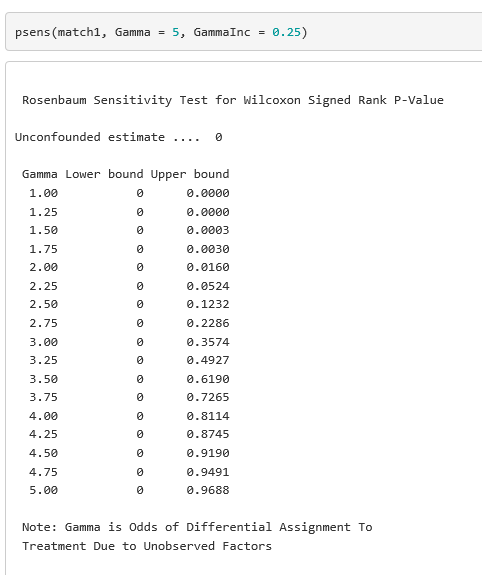 psens(match1, Gamma = 5, GammaInc = 0.25)
Rosenbaum Sensitivity Test for Wilcoxon Signed Rank P-Value
Unconfounded estimate .... 0
Gamma Lower bound Upper bound
1.00 0 0.0000
1.25 0 0.0000
1.50 0 0.0003
1.75 0 0.0030
2.00 0 0.0160
2.25 0 0.0524
2.50 0 0.1232
2.75 0 0.2286
3.00 0 0.3574
3.25 0 0.4927
3.50 0 0.6190
3.75 0 0.7265
4.00 0 0.8114
4.25 0 0.8745
4.50 0 0.9190
4.75 0 0.9491
5.00 0 0.9688
Note: Gamma is Odds of Differential Assignment To
Treatment Due to Unobserved Factors